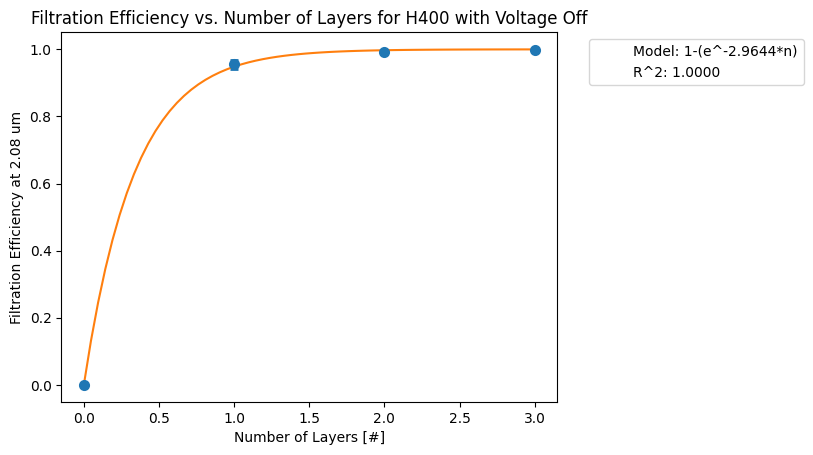 Filtration Efficiency vs. Number of Layers for H400 with Voltage Off
Model: 1-(e^-2.9644*n)
R^2: 1.0000
Filtration Efficiency at 2.08 um
1.0
0.8
0.6
0.4
0.2
0.0
0.0 0.5 1.0 1.5 2.0 2.5 3.0
Number of Layers [#]